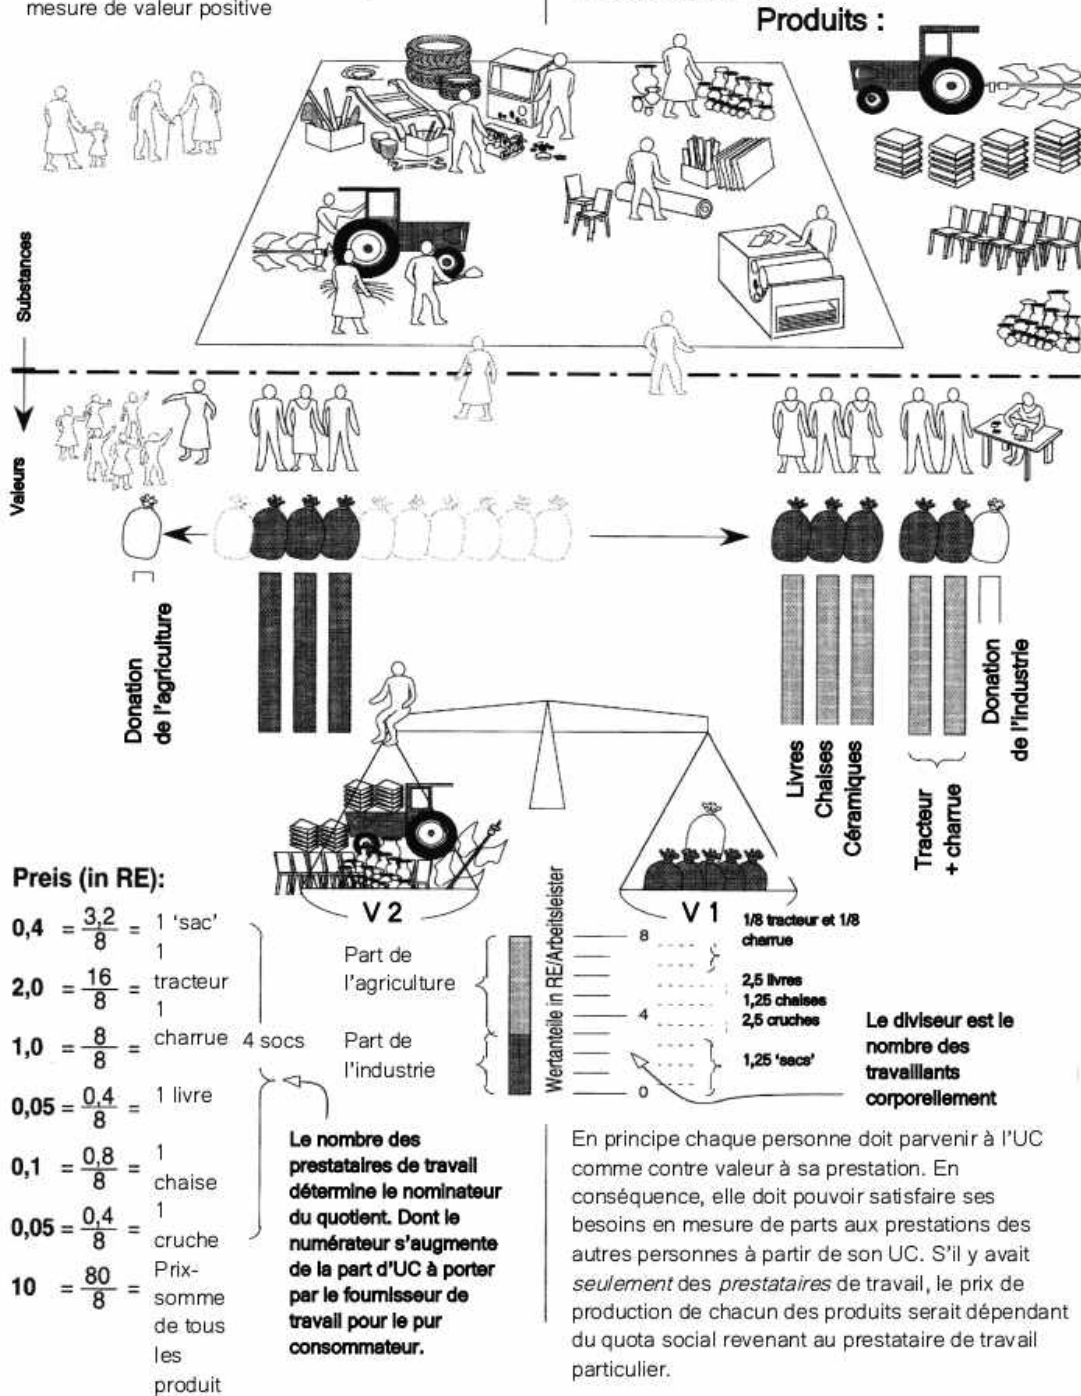 mesure de valeur positive
Produits :
Substances
Valeurs
Donation
de l'agriculture
Livres
Chaises
Céramiques
Tracteur
+ charrue
Donation
de l'industrie
Preis (in RE):
0,4 = 3,2/8 = 1 'sac'
2,0 = 16/8 = 1 tracteur
1,0 = 8/8 = 1 charrue 4 socs
0,05 = 0,4/8 = 1 livre
0,1 = 0,8/8 = 1 chaise
0,05 = 0,4/8 = 1 cruche
10 = 80/8 = Prix-
somme
de tous
les
produit
V 2
V 1
Part de
l'agriculture
Part de
l'industrie
Wertanteile in RE/Arbeitsleister
8
4
0
1/8 tracteur et 1/8
charrue
2,5 livres
1,25 chaises
2,5 cruches
1,25 'sacs'
Le diviseur est le
nombre des
travaillants
corporellement
Le nombre des
prestataires de travail
détermine le nominateur
du quotient. Dont le
numérateur s'augmente
de la part d'UC à porter
par le fournisseur de
travail pour le pur
consommateur.
En principe chaque personne doit parvenir à l'UC
comme contre valeur à sa prestation. En
conséquence, elle doit pouvoir satisfaire ses
besoins en mesure de parts aux prestations des
autres personnes à partir de son UC. S'il y avait
seulement des prestataires de travail, le prix de
production de chacun des produits serait dépendant
du quota social revenant au prestataire de travail
particulier.